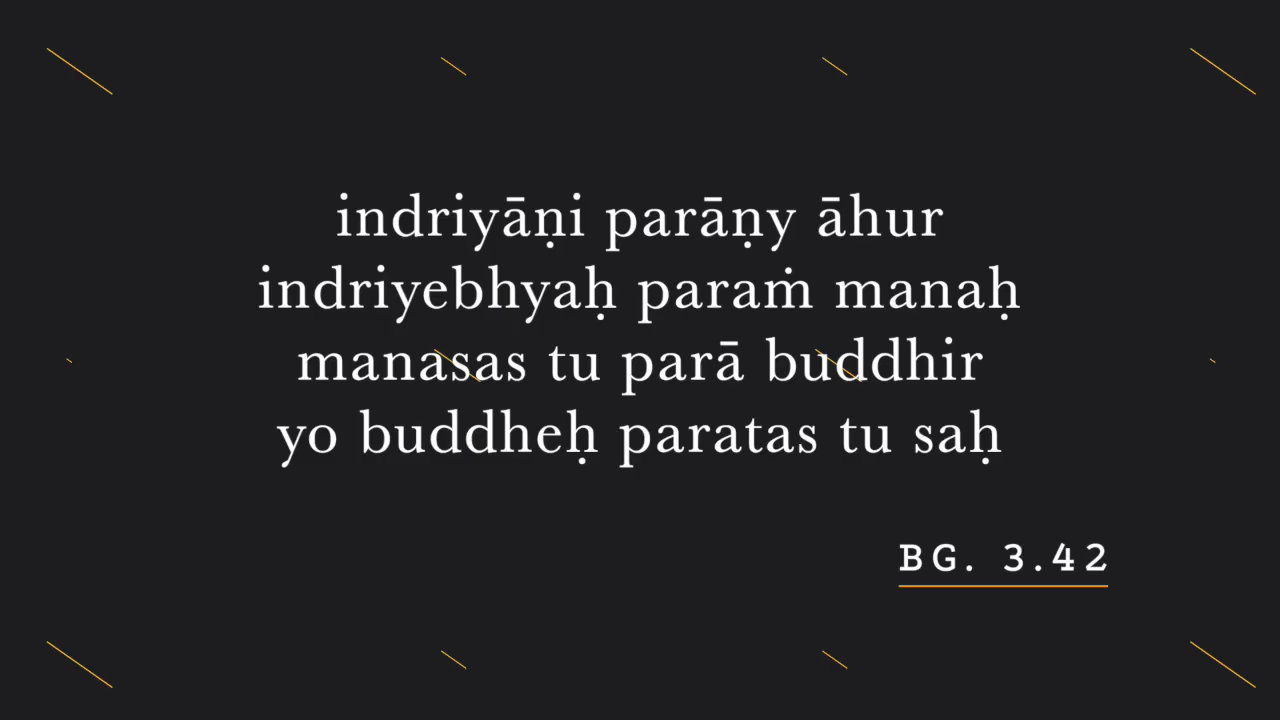 indriyāṇi parāṇy āhur
indriyebhyaḥ paraṁ manaḥ
manasas tu parā buddhir
yo buddheḥ paratas tu saḥ
BG. 3.42